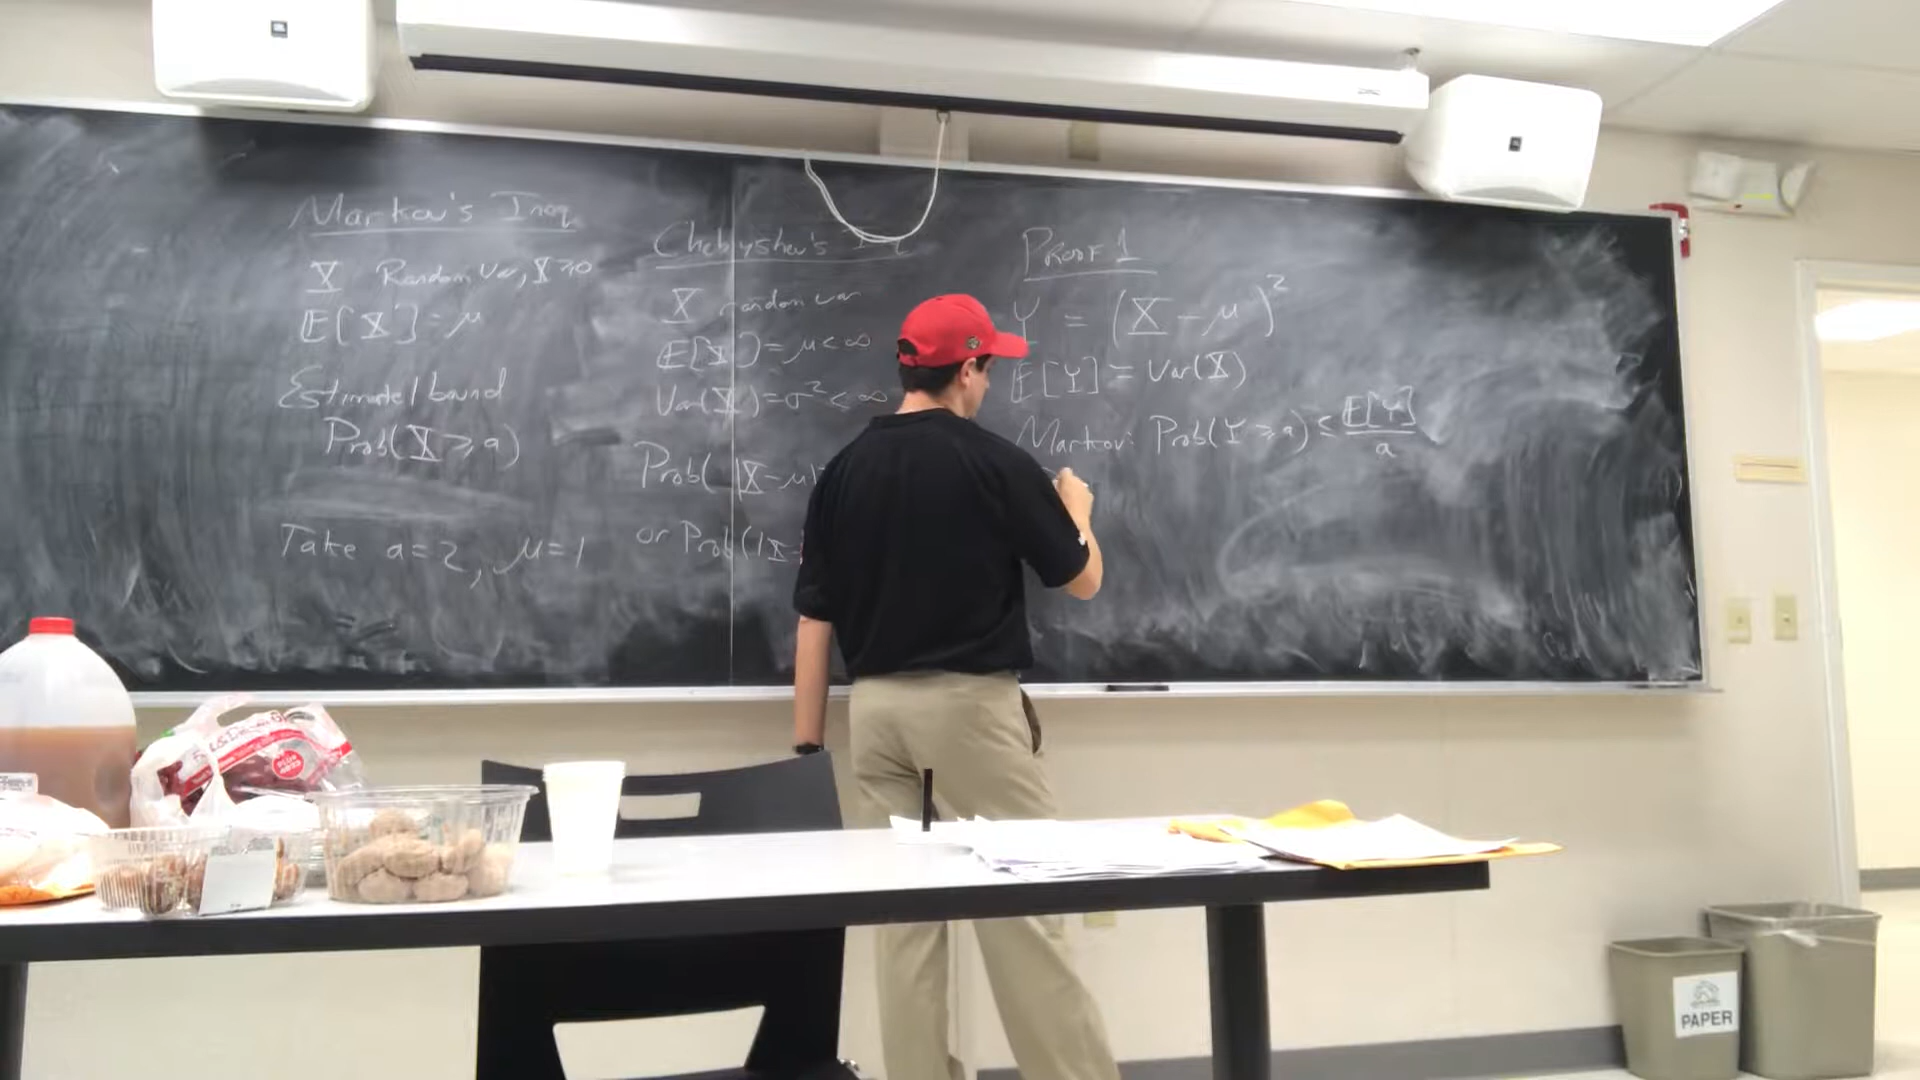 Markov's Ineq
X Random Var, X ≥ 0
E[X] = μ
Estimate/bound
Prob(X ≥ a)
Take a=2, μ=1
Chebyshev's
X random var
E[X] = μ < ∞
Var(X) = σ² < ∞
Prob( |X-μ|
or Prob(|X-
Proof 1
Y = (X-μ)²
E[Y] = Var(X)
Markov: Prob(Y ≥ a) ≤ E[Y]/a
PAPER